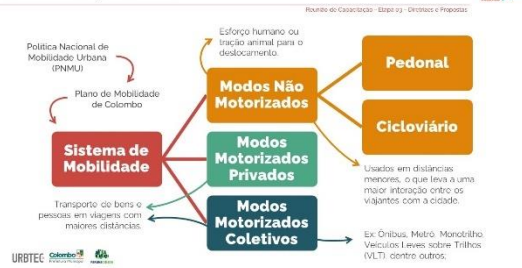 Reunião de Capacitação - Etapa 03 - Diretrizes e Propostas
Política Nacional de
Mobilidade Urbana
(PNMU)
Plano de Mobilidade
de Colombo
Sistema de
Mobilidade
Esforço humano ou
tração animal para o
deslocamento.
Modos Não
Motorizados
Pedonal
Cicloviário
Modos
Motorizados
Privados
Usados em distâncias
menores, o que leva a uma
maior interação entre os
viajantes com a cidade.
Transporte de bens e
pessoas em viagens com
maiores distâncias.
Modos
Motorizados
Coletivos
Ex: Ônibus, Metrô, Monotrilho,
Veículos Leves sobre Trilhos
(VLT), dentre outros.
URBTEC
Colombo